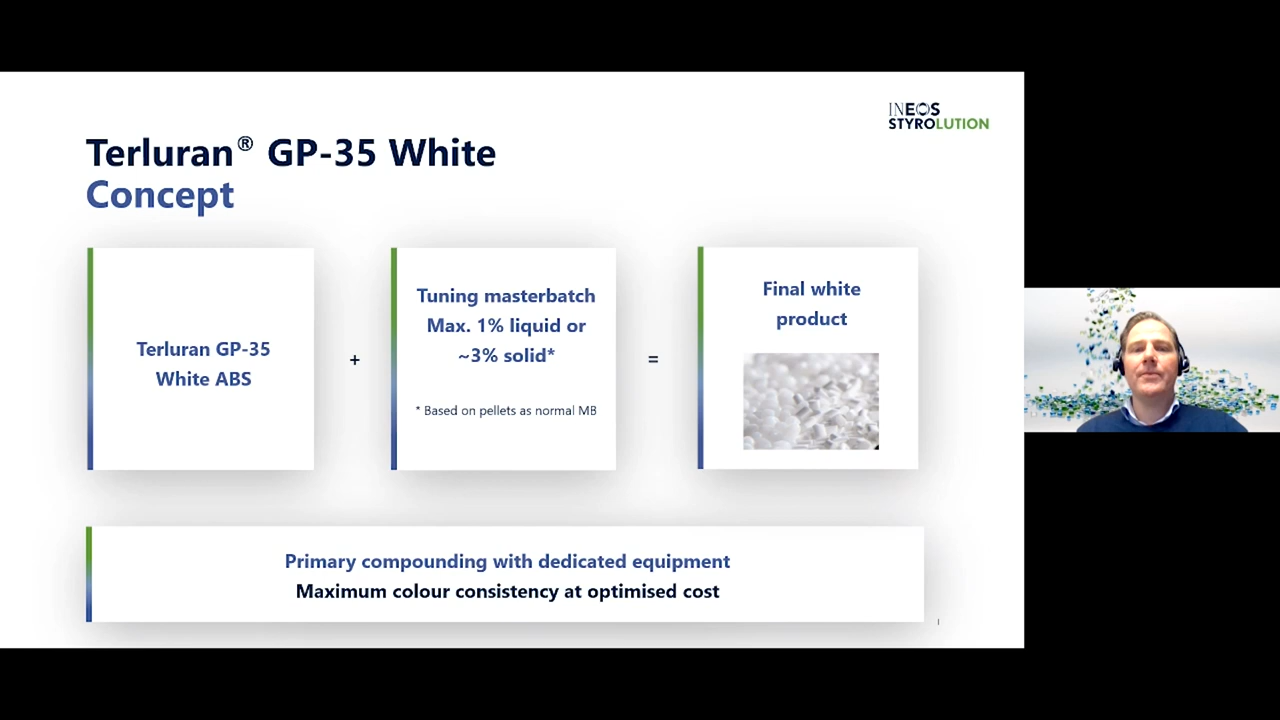 INEOS
STYROLUTION
Terluran® GP-35 White
Concept
Terluran GP-35
White ABS
+
Tuning masterbatch
Max. 1% liquid or
~3% solid*
* Based on pellets as normal MB
=
Final white
product
Primary compounding with dedicated equipment
Maximum colour consistency at optimised cost